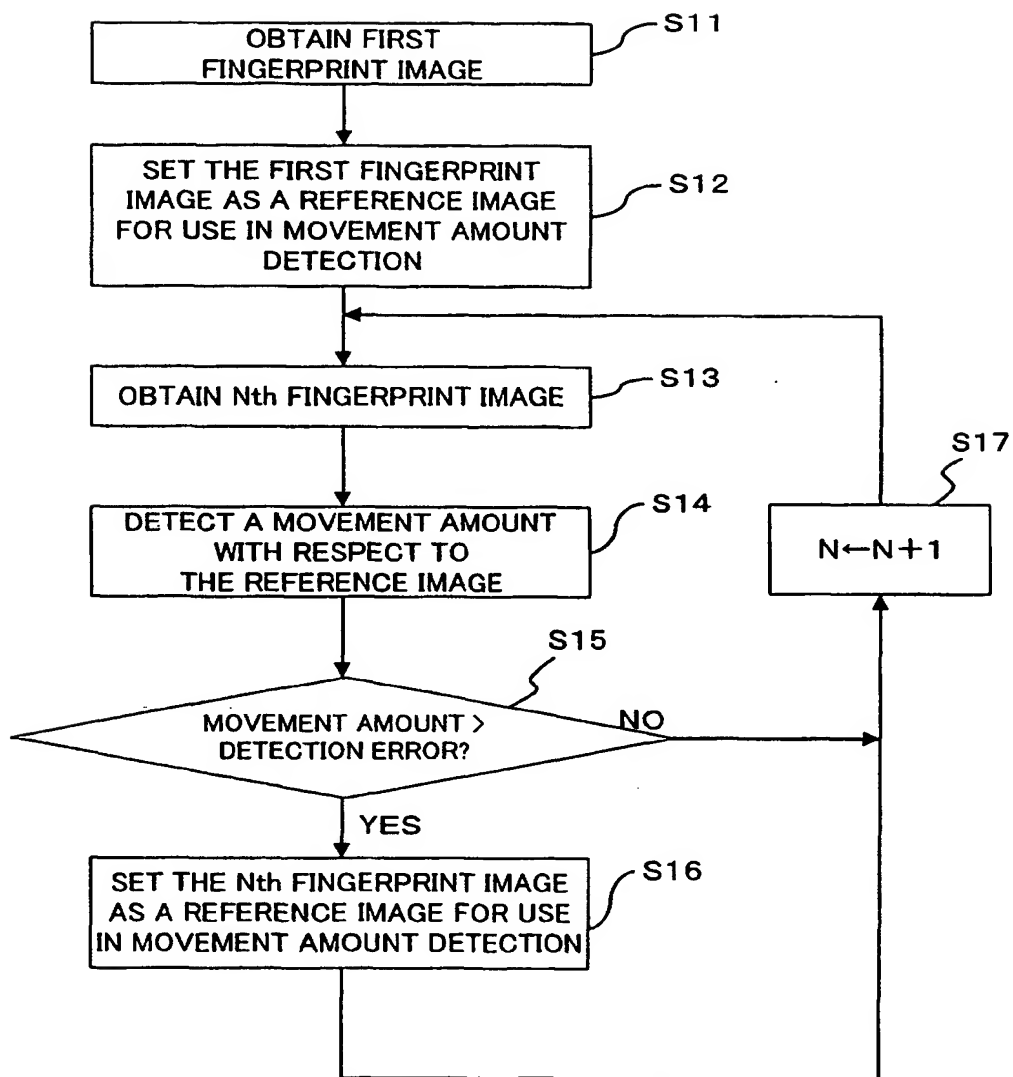 OBTAIN FIRST
FINGERPRINT IMAGE
S11
SET THE FIRST FINGERPRINT
IMAGE AS A REFERENCE IMAGE
FOR USE IN MOVEMENT AMOUNT
DETECTION
S12
OBTAIN Nth FINGERPRINT IMAGE
S13
DETECT A MOVEMENT AMOUNT
WITH RESPECT TO
THE REFERENCE IMAGE
S14
S17
N←N+1
MOVEMENT AMOUNT >
DETECTION ERROR?
S15
NO
YES
SET THE Nth FINGERPRINT IMAGE
AS A REFERENCE IMAGE FOR USE
IN MOVEMENT AMOUNT DETECTION
S16